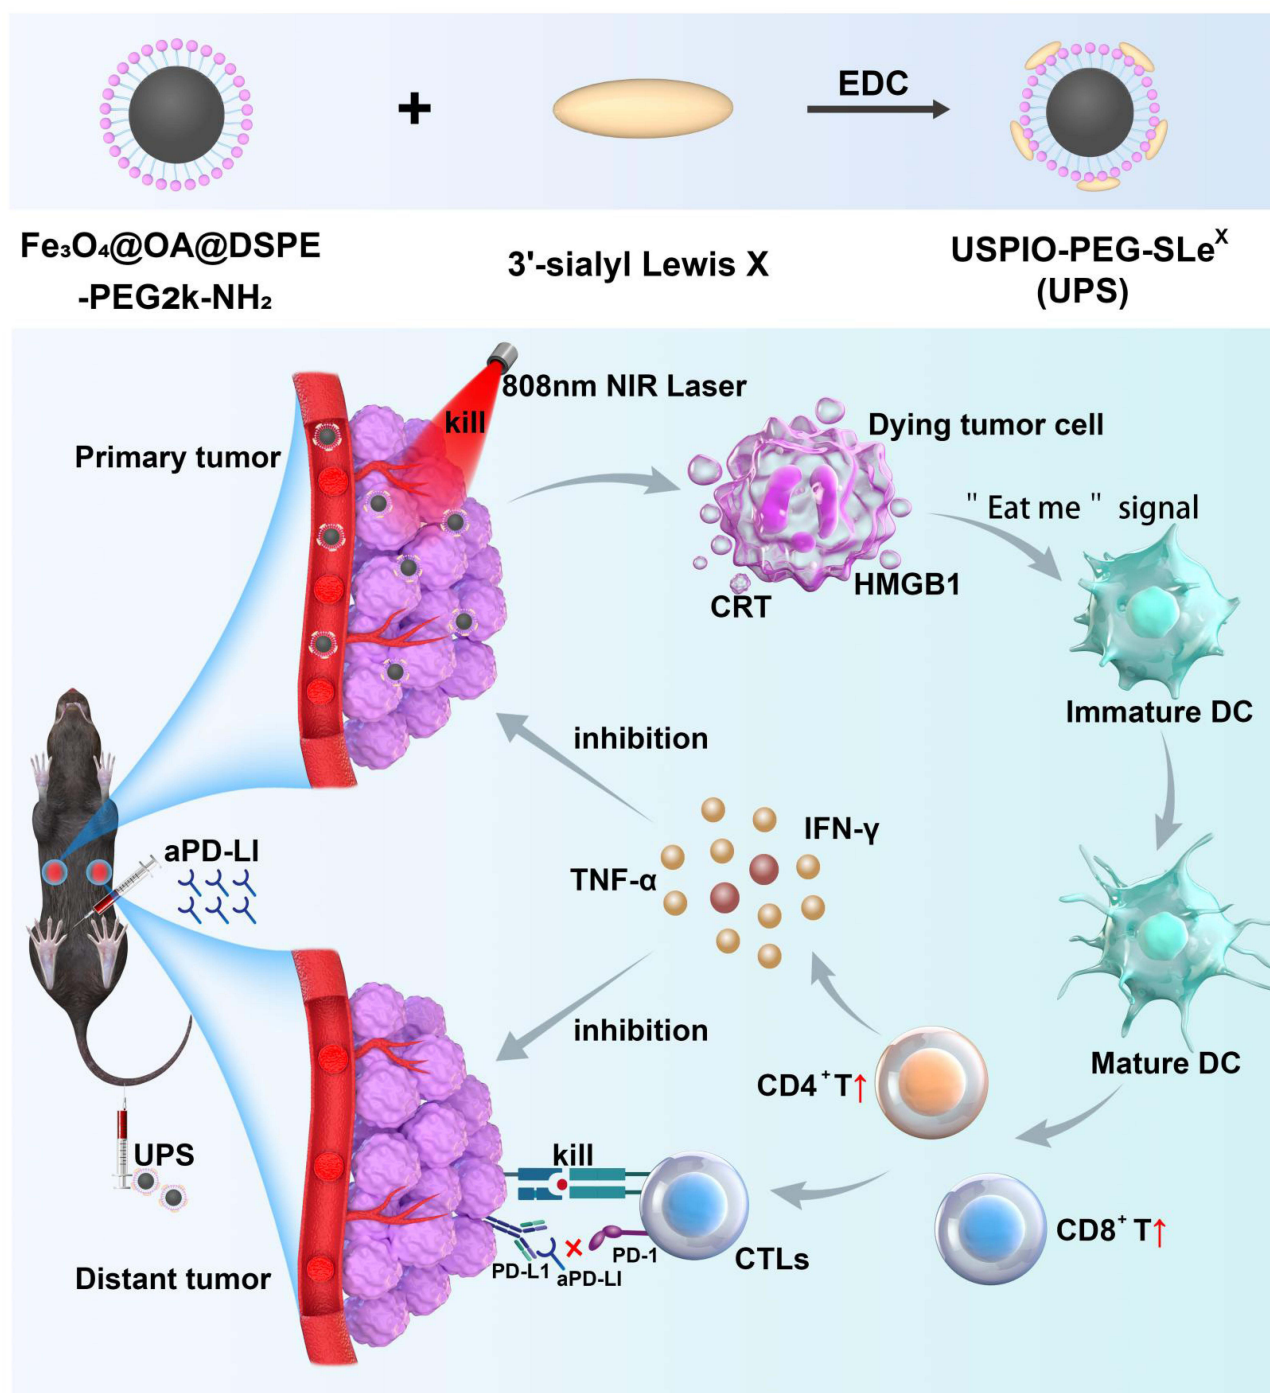 +
EDC
Fe₃O₄@OA@DSPE
-PEG2k-NH₂
3'-sialyl Lewis X
USPIO-PEG-SLeˣ
(UPS)
808nm NIR Laser
kill
Primary tumor
Dying tumor cell
" Eat me " signal
CRT
HMGB1
Immature DC
inhibition
IFN-γ
TNF-α
aPD-LI
inhibition
Mature DC
CD4⁺ T↑
UPS
kill
CD8⁺ T↑
PD-L1
aPD-LI
PD-1
CTLs
Distant tumor